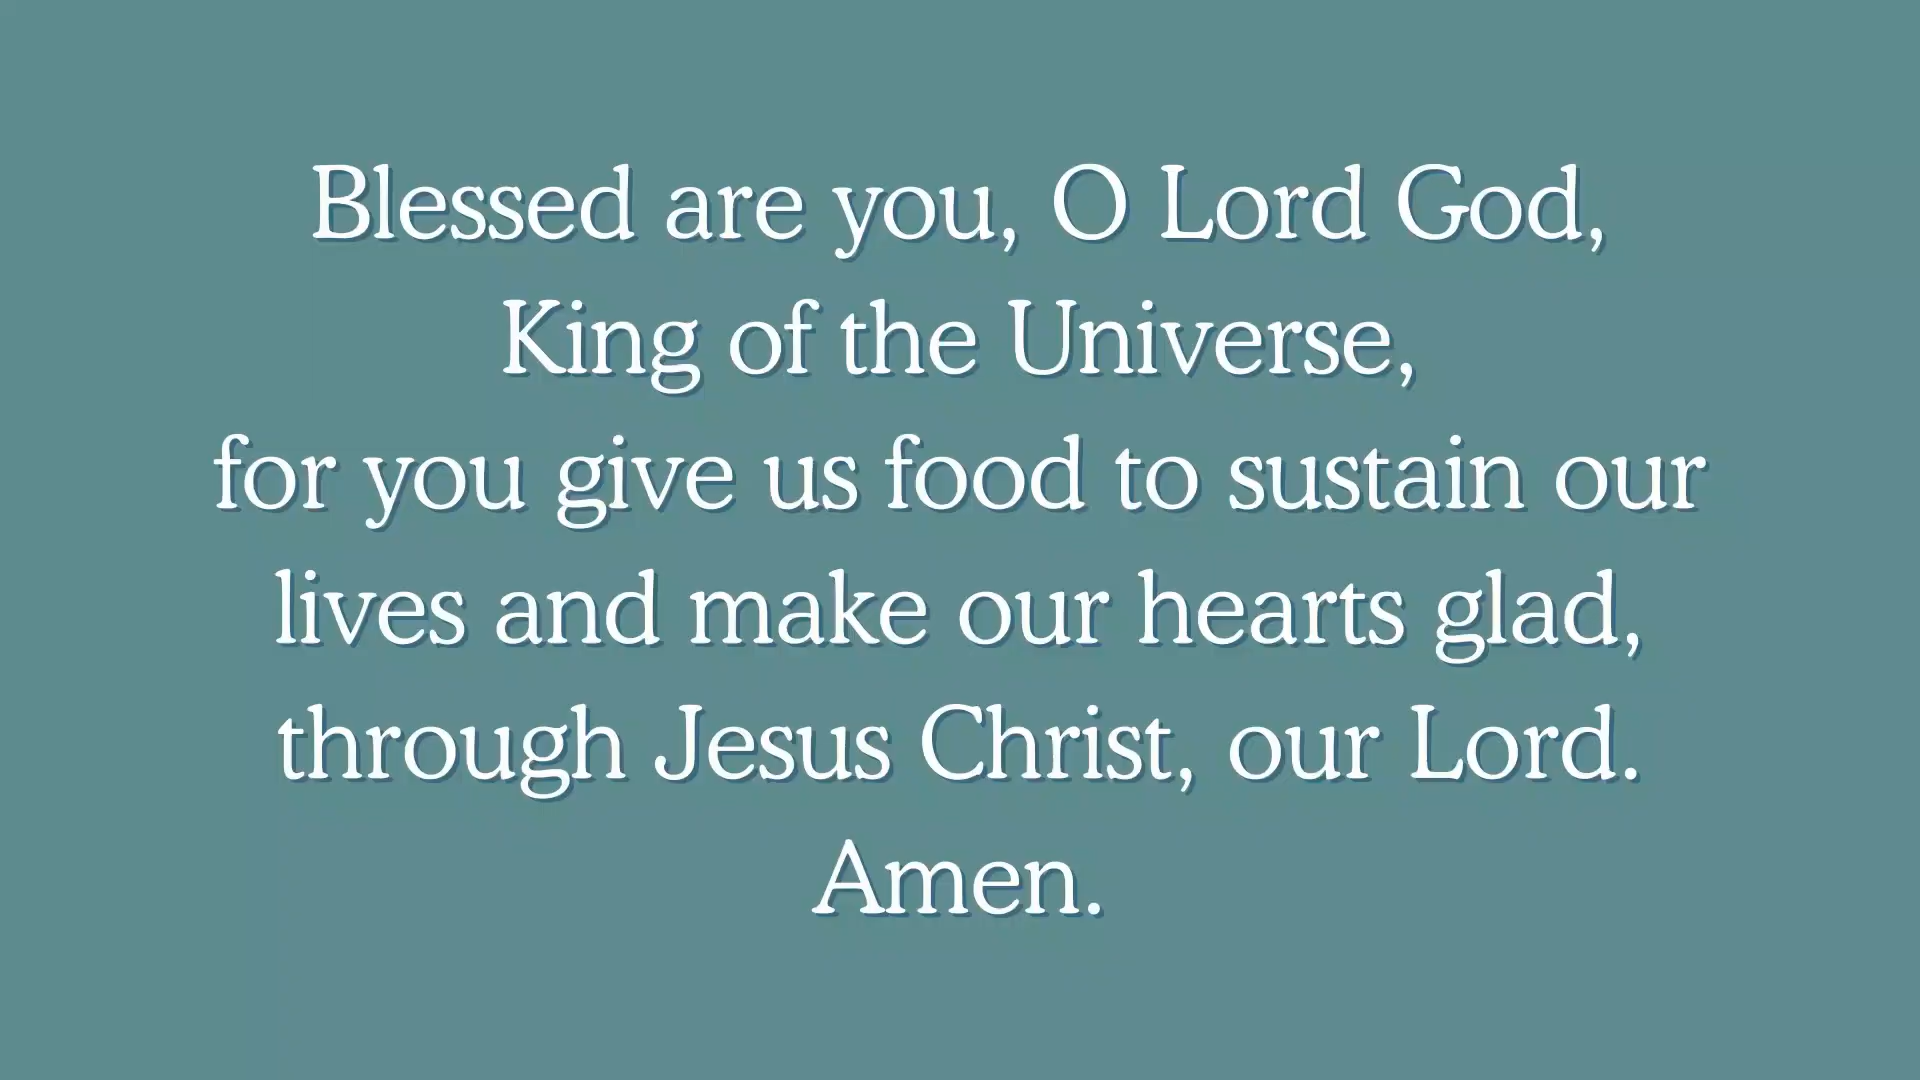 Blessed are you, O Lord God,
King of the Universe,
for you give us food to sustain our
lives and make our hearts glad,
through Jesus Christ, our Lord.
Amen.